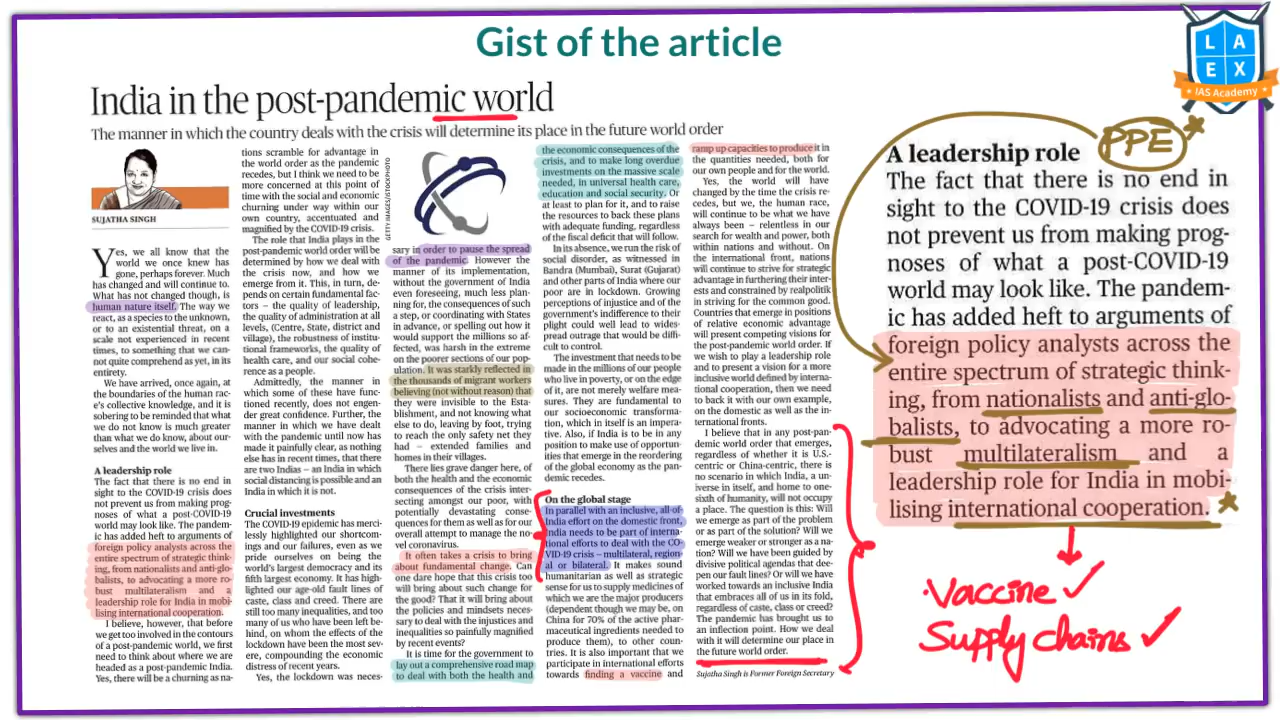 Gist of the article
L A
E X
IAS Academy
India in the post-pandemic world
The manner in which the country deals with the crisis will determine its place in the future world order
SUJATHA SINGH
Yes, we all know that the
world we once knew has
gone, perhaps forever. Much
has changed and will continue to.
What has not changed though, is
human nature itself. The way we
react, as a species to the unknown,
or to an existential threat, on a
scale not experienced in recent
times, to something that we can-
not quite comprehend as yet, in its
entirety.
We have arrived, once again, at
the boundaries of the human rac-
e's collective knowledge, and it is
sobering to be reminded that what
we do not know is much greater
than what we do know, about our-
selves and the world we live in.
A leadership role
The fact that there is no end in
sight to the COVID-19 crisis does
not prevent us from making prog-
noses of what a post-COVID-19
world may look like. The pandem-
ic has added heft to arguments of
foreign policy analysts across the
entire spectrum of strategic think-
ing, from nationalists and anti-glo-
balists, to advocating a more ro-
bust multilateralism and a
leadership role for India in mobi-
lising international cooperation.
I believe, however, that before
we get too involved in the contours
of a post-pandemic world, we first
need to think about where we are
headed as a post-pandemic India.
Yes, there will be a churning as na-
tions scramble for advantage in
the world order as the pandemic
recedes, but I think we need to be
more concerned at this point of
time with the social and economic
churning under way within our
own country, accentuated and
magnified by the COVID-19 crisis.
The role that India plays in the
post-pandemic world order will be
determined by how we deal with
the crisis now, and how we
emerge from it. This, in turn, de-
pends on certain fundamental fac-
tors – the quality of leadership,
the quality of administration at all
levels, (Centre, State, district and
village), the robustness of institu-
tional frameworks, the quality of
health care, and our social cohe-
rence as a people.
Admittedly, the manner in
which some of these have func-
tioned recently, does not engen-
der great confidence. Further, the
manner in which we have dealt
with the pandemic until now has
made it painfully clear, as nothing
else has in recent times, that there
are two Indias – an India in which
social distancing is possible and an
India in which it is not.
Crucial investments
The COVID-19 epidemic has merci-
lessly highlighted our shortcom-
ings and our failures, even as we
pride ourselves on being the
world's largest democracy and its
fifth largest economy. It has high-
lighted our age-old fault lines of
caste, class and creed. There are
still too many inequalities, and too
many of us who have been left be-
hind, on whom the effects of the
lockdown have been the most sev-
ere, compounding the economic
distress of recent years.
Yes, the lockdown was neces-
GETTY IMAGES/ISTOCKPHOTO
sary in order to pause the spread
of the pandemic. However the
manner of its implementation,
without the government of India
even foreseeing, much less plan-
ning for, the consequences of such
a step, or coordinating with States
in advance, or spelling out how it
would support the millions so af-
fected, was harsh in the extreme
on the poorer sections of our pop-
ulation. It was starkly reflected in
the thousands of migrant workers
believing (not without reason) that
they were invisible to the Esta-
blishment, and not knowing what
else to do, leaving by foot, trying
to reach the only safety net they
had – extended families and
homes in their villages.
There lies grave danger here, of
both the health and the economic
consequences of the crisis inter-
secting amongst our poor, with
potentially devastating conse-
quences for them as well as for our
overall attempt to manage the no-
vel coronavirus.
It often takes a crisis to bring
about fundamental change. Can
one dare hope that this crisis too
will bring about such change for
the good? That it will bring about
the policies and mindsets neces-
sary to deal with the injustices and
inequalities so painfully magnified
by recent events?
It is time for the government to
lay out a comprehensive road map
to deal with both the health and
the economic consequences of the
crisis, and to make long overdue
investments on the massive scale
needed, in universal health care,
education and social security. Or
at least to plan for it, and to raise
the resources to back these plans
with adequate funding, regardless
of the fiscal deficit that will follow.
In its absence, we run the risk of
social disorder, as witnessed in
Bandra (Mumbai), Surat (Gujarat)
and other parts of India where our
poor are in lockdown. Growing
perceptions of injustice and of the
government's indifference to their
plight could well lead to wides-
pread outrage that would be diffi-
cult to control.
The investment that needs to be
made in the millions of our people
who live in poverty, or on the edge
of it, are not merely welfare mea-
sures. They are fundamental to
our socioeconomic transforma-
tion, which in itself is an impera-
tive. Also, if India is to be in any
position to make use of opportun-
ities that emerge in the reordering
of the global economy as the pan-
demic recedes.
On the global stage
In parallel with an inclusive, all-of-
India effort on the domestic front,
India needs to be part of interna-
tional efforts to deal with the CO-
VID-19 crisis – multilateral, region-
al or bilateral. It makes sound
humanitarian as well as strategic
sense for us to supply medicines of
which we are the major producers
(dependent though we may be, on
China for 70% of the active phar-
maceutical ingredients needed to
produce them), to other coun-
tries. It is also important that we
participate in international efforts
towards finding a vaccine and
ramp up capacities to produce it in
the quantities needed, both for
our own people and for the world.
Yes, the world will have
changed by the time the crisis re-
cedes, but we, the human race,
will continue to be what we have
always been – relentless in our
search for wealth and power, both
within nations and without. On
the international front, nations
will continue to strive for strategic
advantage in furthering their inter-
ests and constrained by realpolitik
in striving for the common good.
Countries that emerge in positions
of relative economic advantage
will present competing visions for
the post-pandemic world order. If
we wish to play a leadership role
and to present a vision for a more
inclusive world defined by interna-
tional cooperation, then we need
to back it with our own example,
on the domestic as well as the in-
ternational fronts.
I believe that in any post-pan-
demic world order that emerges,
regardless of whether it is U.S.-
centric or China-centric, there is
no scenario in which India, a un-
iverse in itself, and home to one-
sixth of humanity, will not occupy
a place. The question is this: Will
we emerge as part of the problem
or as part of the solution? Will we
emerge weaker or stronger as a na-
tion? Will we have been guided by
divisive political agendas that dee-
pen our fault lines? Or will we have
worked towards an inclusive India
that embraces all of us in its fold,
regardless of caste, class or creed?
The pandemic has brought us to
an inflection point. How we deal
with it will determine our place in
the future world order.
Sujatha Singh is Former Foreign Secretary
PPE
A leadership role
The fact that there is no end in
sight to the COVID-19 crisis does
not prevent us from making prog-
noses of what a post-COVID-19
world may look like. The pandem-
ic has added heft to arguments of
foreign policy analysts across the
entire spectrum of strategic think-
ing, from nationalists and anti-glo-
balists, to advocating a more ro-
bust multilateralism and a
leadership role for India in mobi-
lising international cooperation.
Vaccine
Supply chains